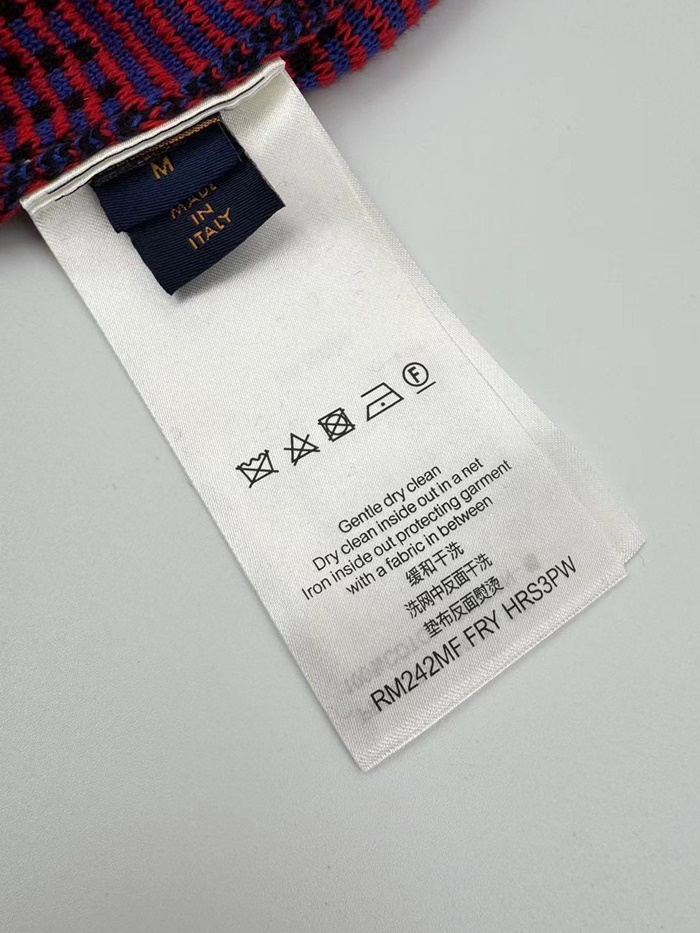 M
MADE
IN
ITALY
F
Gentle dry clean
Dry clean inside out in a net
Iron inside out protecting garment
with a fabric in between
缓和干洗
洗网中反面干洗
垫布反面熨烫
RM242MF FRY HRS3PW